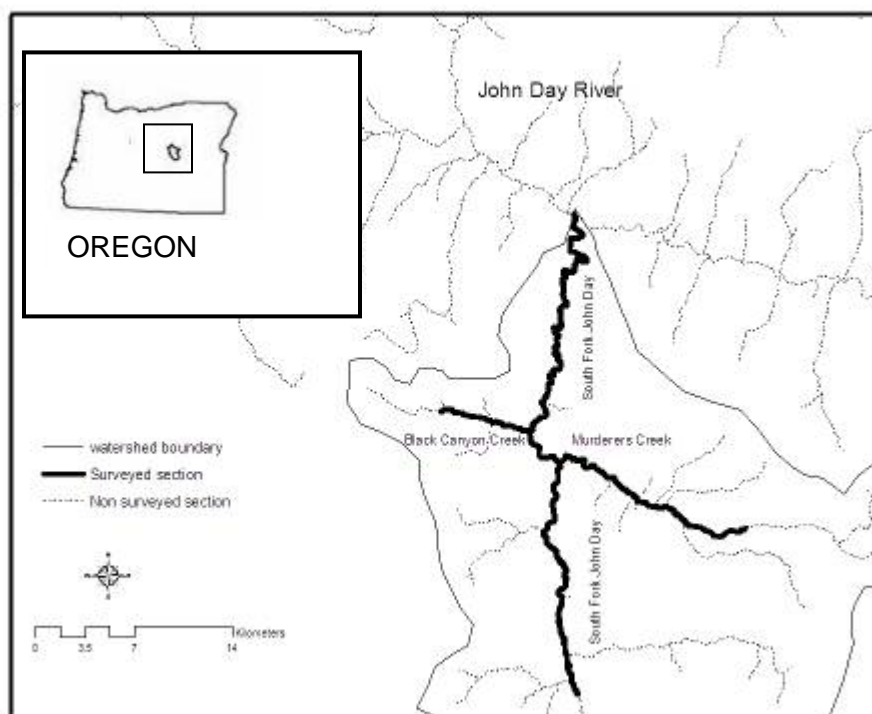 John Day River
OREGON
South Fork John Day
Black Canyon Creek
Murderers Creek
watershed boundary
Surveyed section
Non surveyed section
South Fork John Day
Kilometers
0 3.5 7 14